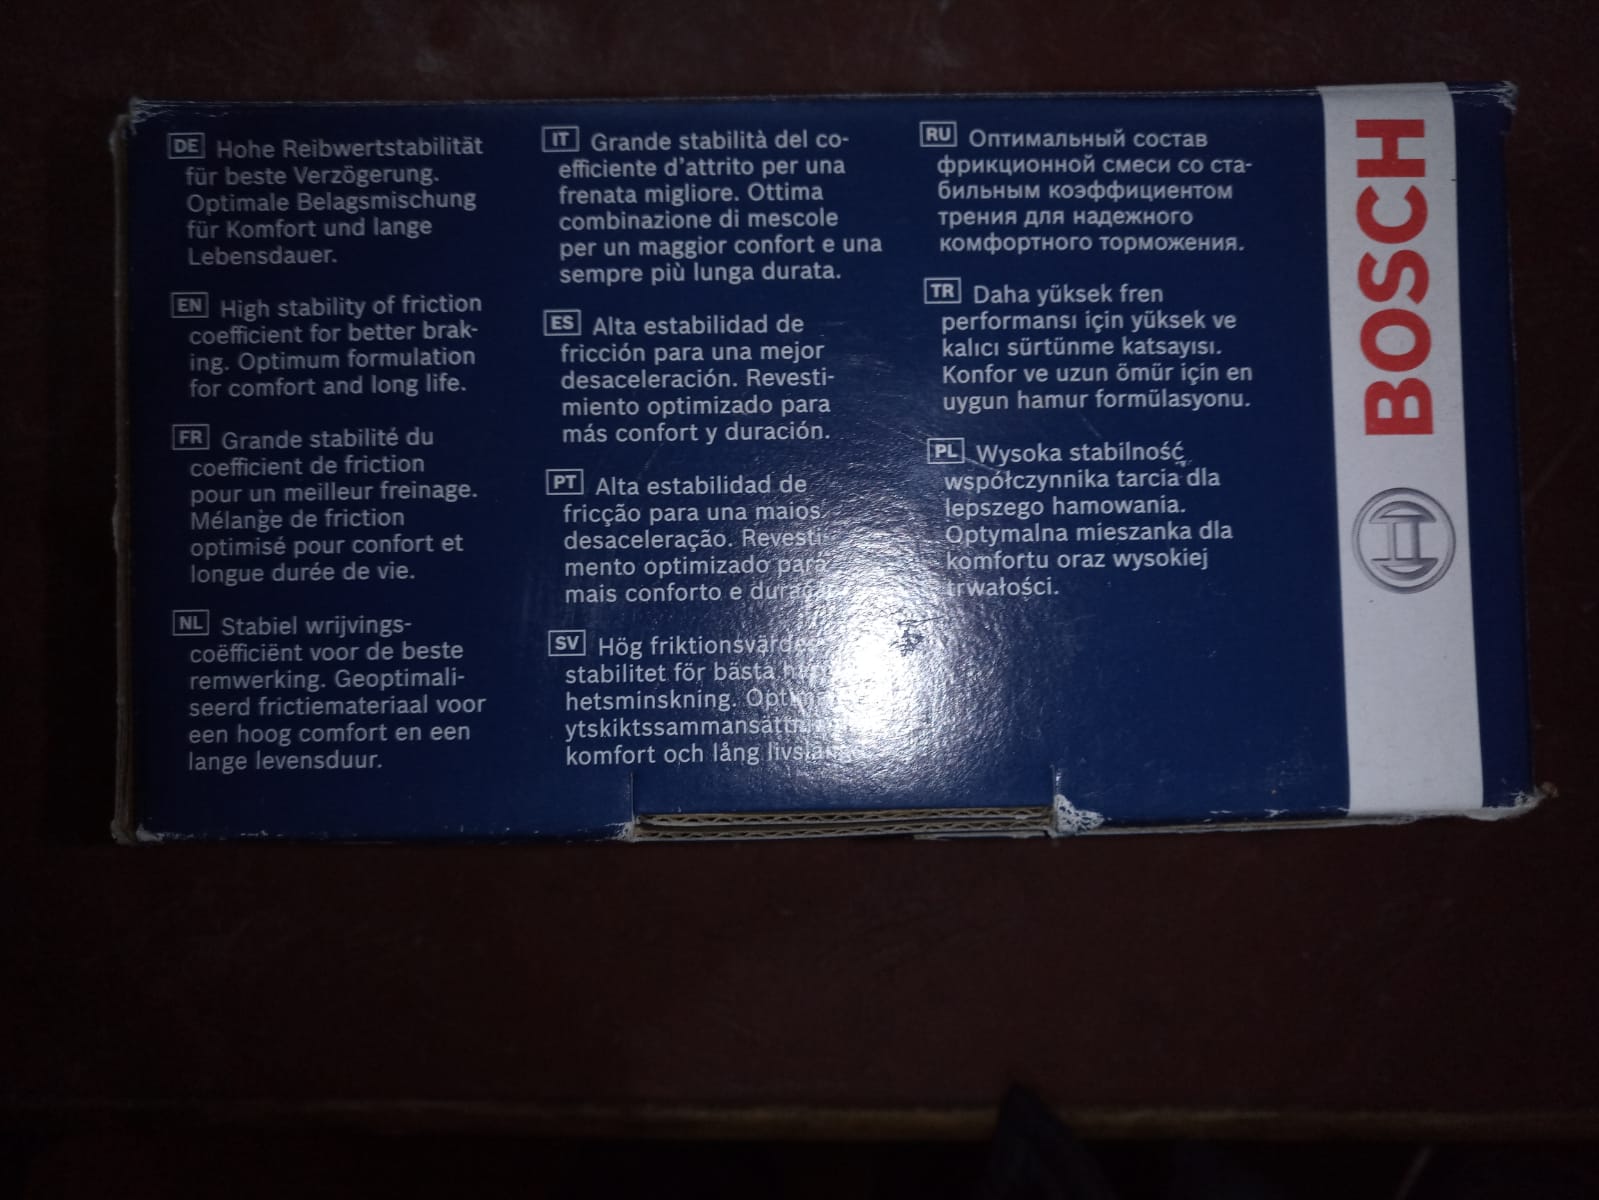 DE Hohe Reibwertstabilität
für beste Verzögerung.
Optimale Belagsmischung
für Komfort und lange
Lebensdauer.
EN High stability of friction
coefficient for better brak-
ing. Optimum formulation
for comfort and long life.
FR Grande stabilité du
coefficient de friction
pour un meilleur freinage.
Mélange de friction
optimisé pour confort et
longue durée de vie.
NL Stabiel wrijvings-
coëfficiënt voor de beste
remwerking. Geoptimali-
seerd frictiemateriaal voor
een hoog comfort en een
lange levensduur.
IT Grande stabilità del co-
efficiente d'attrito per una
frenata migliore. Ottima
combinazione di mescole
per un maggior confort e una
sempre più lunga durata.
ES Alta estabilidad de
fricción para una mejor
desaceleración. Revesti-
miento optimizado para
más confort y duración.
PT Alta estabilidad de
fricção para una maios
desaceleração. Revesti-
mento optimizado para
mais conforto e
SV Hög
stabilitet för bästa
hetsminskning.
komfort och lång
RU Оптимальный состав
фрикционной смеси со ста-
бильным коэффициентом
трения для надежного
комфортного торможения.
TR Daha yüksek fren
performansı için yüksek ve
kalıcı sürtünme katsayısı.
Konfor ve uzun ömür için en
uygun hamur formülasyonu.
PL Wysoka stabilność
współczynnika tarcia dla
lepszego hamowania.
Optymalna mieszanka dla
komfortu oraz wysokiej
trwałości.
BOSCH